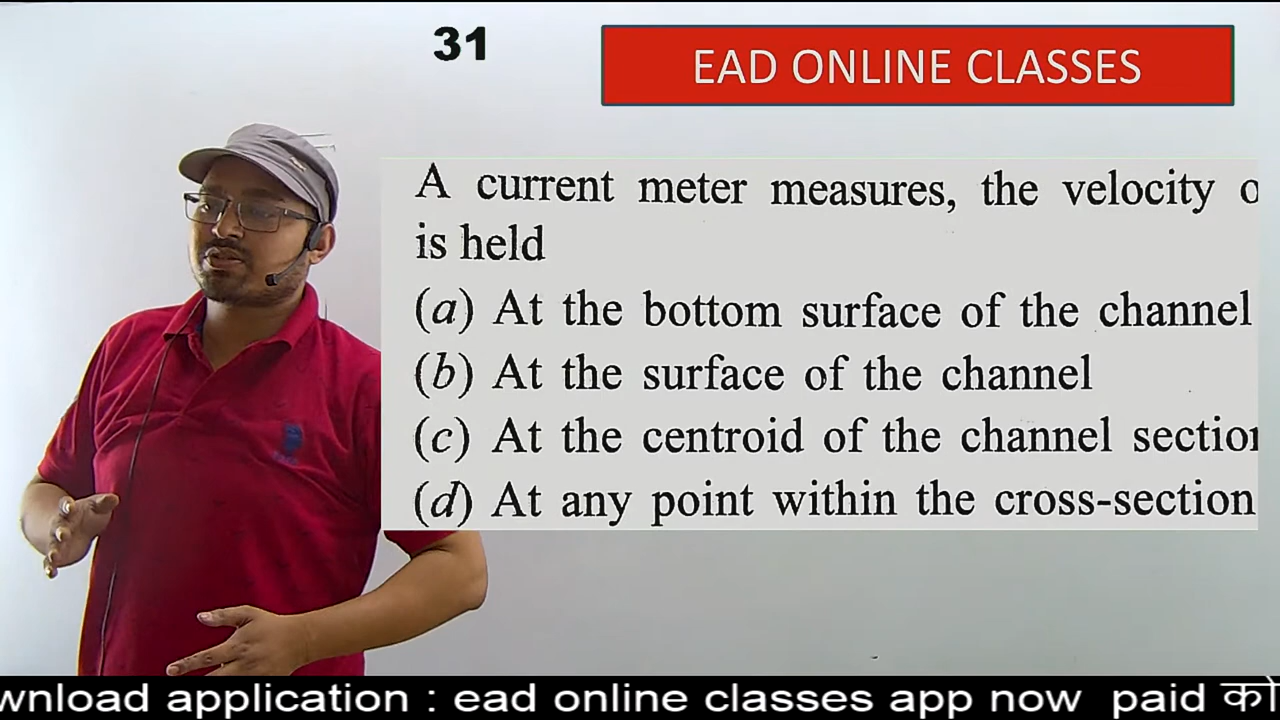 31
EAD ONLINE CLASSES
A current meter measures, the velocity o
is held
(a) At the bottom surface of the channel
(b) At the surface of the channel
(c) At the centroid of the channel section
(d) At any point within the cross-section
wnload application : ead online classes app now paid को